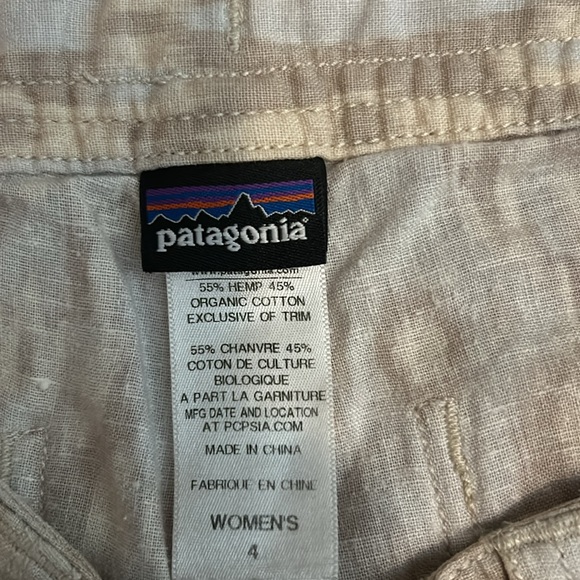 patagonia®
www.patagonia.com
55% HEMP 45%
ORGANIC COTTON
EXCLUSIVE OF TRIM
55% CHANVRE 45%
COTON DE CULTURE
BIOLOGIQUE
A PART LA GARNITURE
MFG DATE AND LOCATION
AT PCPSIA.COM
MADE IN CHINA
FABRIQUE EN CHINE
WOMEN'S
4